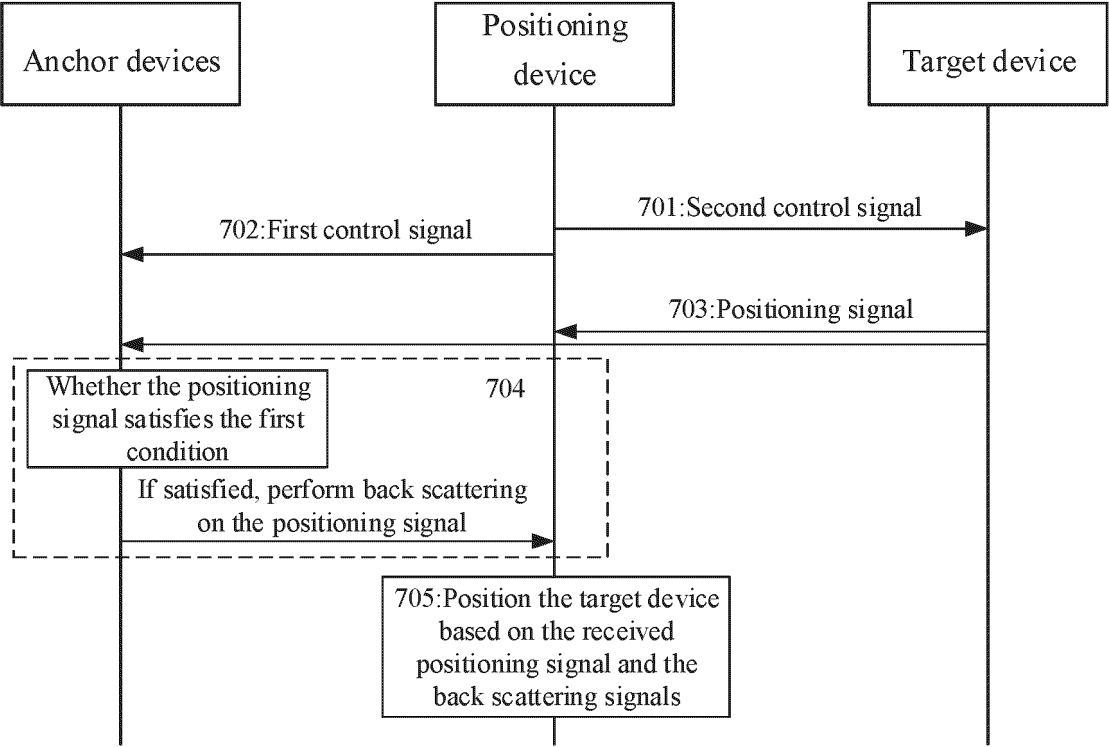 Anchor devices
Positioning
device
Target device
701:Second control signal
702:First control signal
703:Positioning signal
704
Whether the positioning
signal satisfies the first
condition
If satisfied, perform back scattering
on the positioning signal
705:Position the target device
based on the received
positioning signal and the
back scattering signals